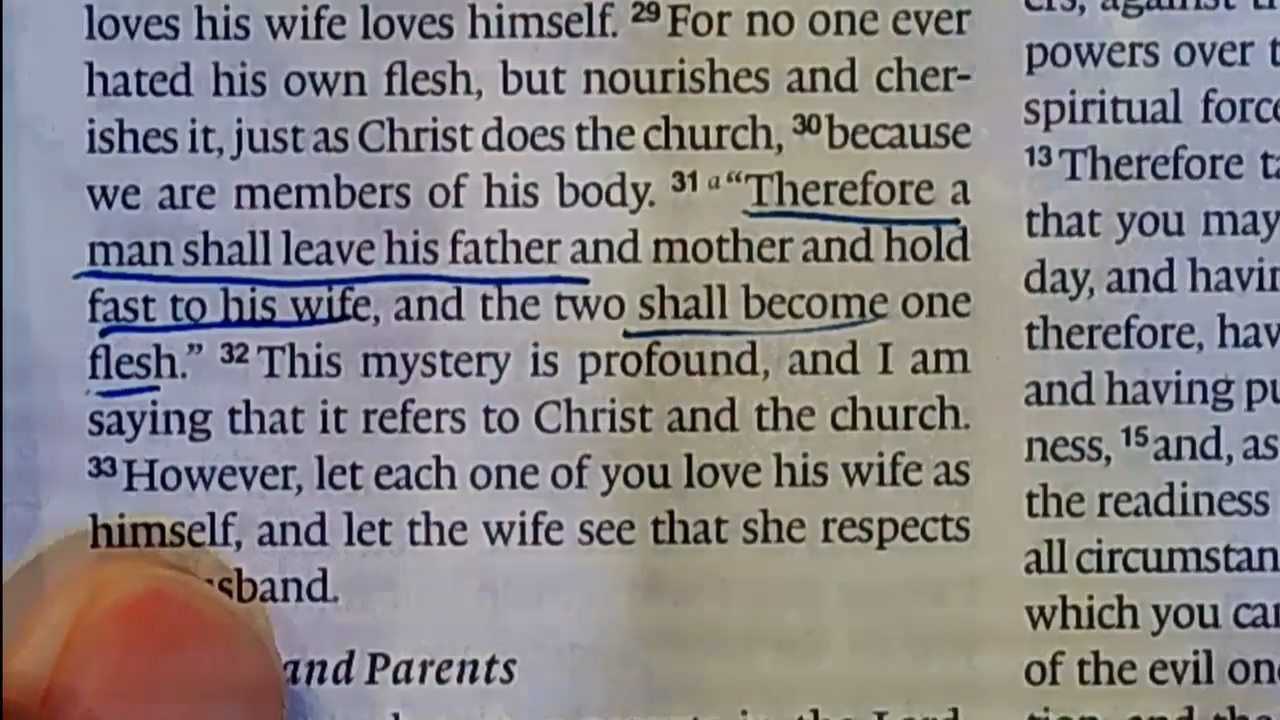 loves his wife loves himself. 29 For no one ever
hated his own flesh, but nourishes and cher-
ishes it, just as Christ does the church, 30 because
we are members of his body. 31 a “Therefore a
man shall leave his father and mother and hold
fast to his wife, and the two shall become one
flesh.” 32 This mystery is profound, and I am
saying that it refers to Christ and the church.
33 However, let each one of you love his wife as
himself, and let the wife see that she respects
sband.
and Parents
in the Lord
powers over t
spiritual forc
13 Therefore t
that you may
day, and havin
therefore, hav
and having pu
ness, 15 and, as
the readiness
all circumstan
which you ca
of the evil on